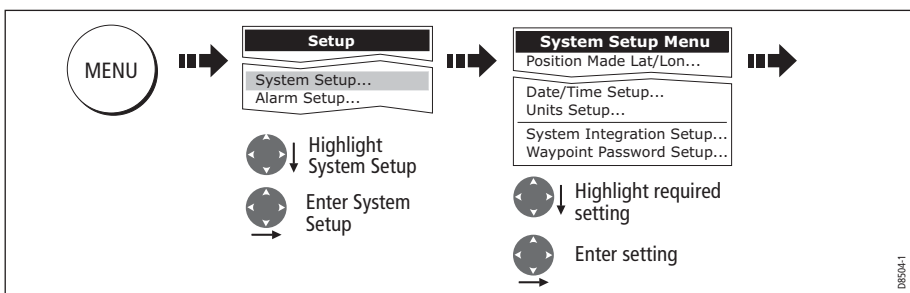 MENU
Setup
System Setup...
Alarm Setup...
Highlight
System Setup
Enter System
Setup
System Setup Menu
Position Made Lat/Lon...
Date/Time Setup...
Units Setup...
System Integration Setup...
Waypoint Password Setup...
Highlight required
setting
Enter setting
D8504-1